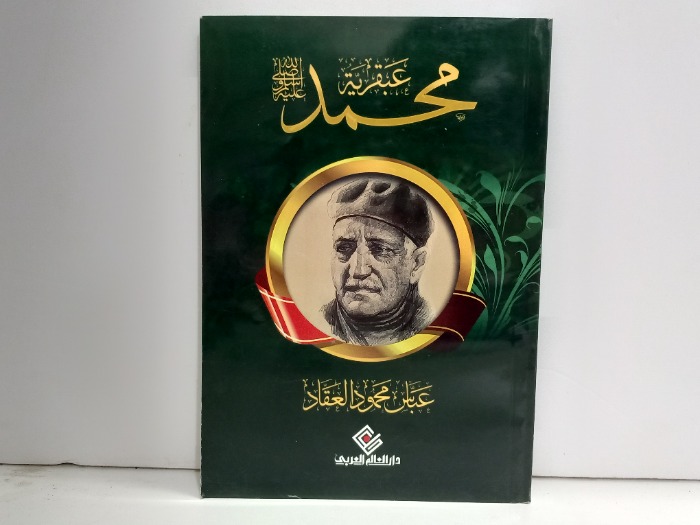 عبقرية
محمد
صلى الله عليه وسلم
عباس محمود العقاد
دار العالم العربي